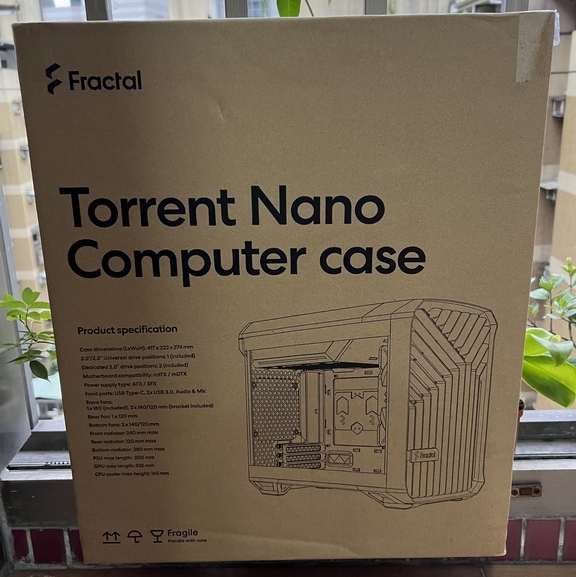 Fractal
Torrent Nano
Computer case
Product specification
Case dimensions (LxWxH): 417 x 222 x 374 mm
3.5"/2.5" Universal drive positions: 1 (included)
Dedicated 2.5" drive positions: 2 (included)
Motherboard compatibility: mITX / mDTX
Power supply type: ATX / SFX
Front ports: USB Type-C, 2x USB 3.0, Audio & Mic
Front fans:
1x 180 (included), 2x 140/120 mm (bracket included)
Rear fan: 1x 120 mm
Bottom fans: 2x 140/120 mm
Front radiator: 240 mm max
Rear radiator: 120 mm max
Bottom radiator: 280 mm max
PSU max length: 200 mm
GPU max length: 335 mm
CPU cooler max height: 165 mm
Fractal
Fragile
Handle with care